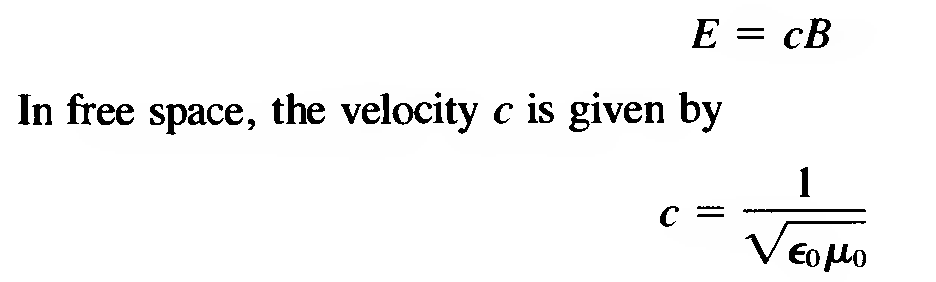 E = cB
In free space, the velocity c is given by
c = 1 / √ϵ₀μ₀